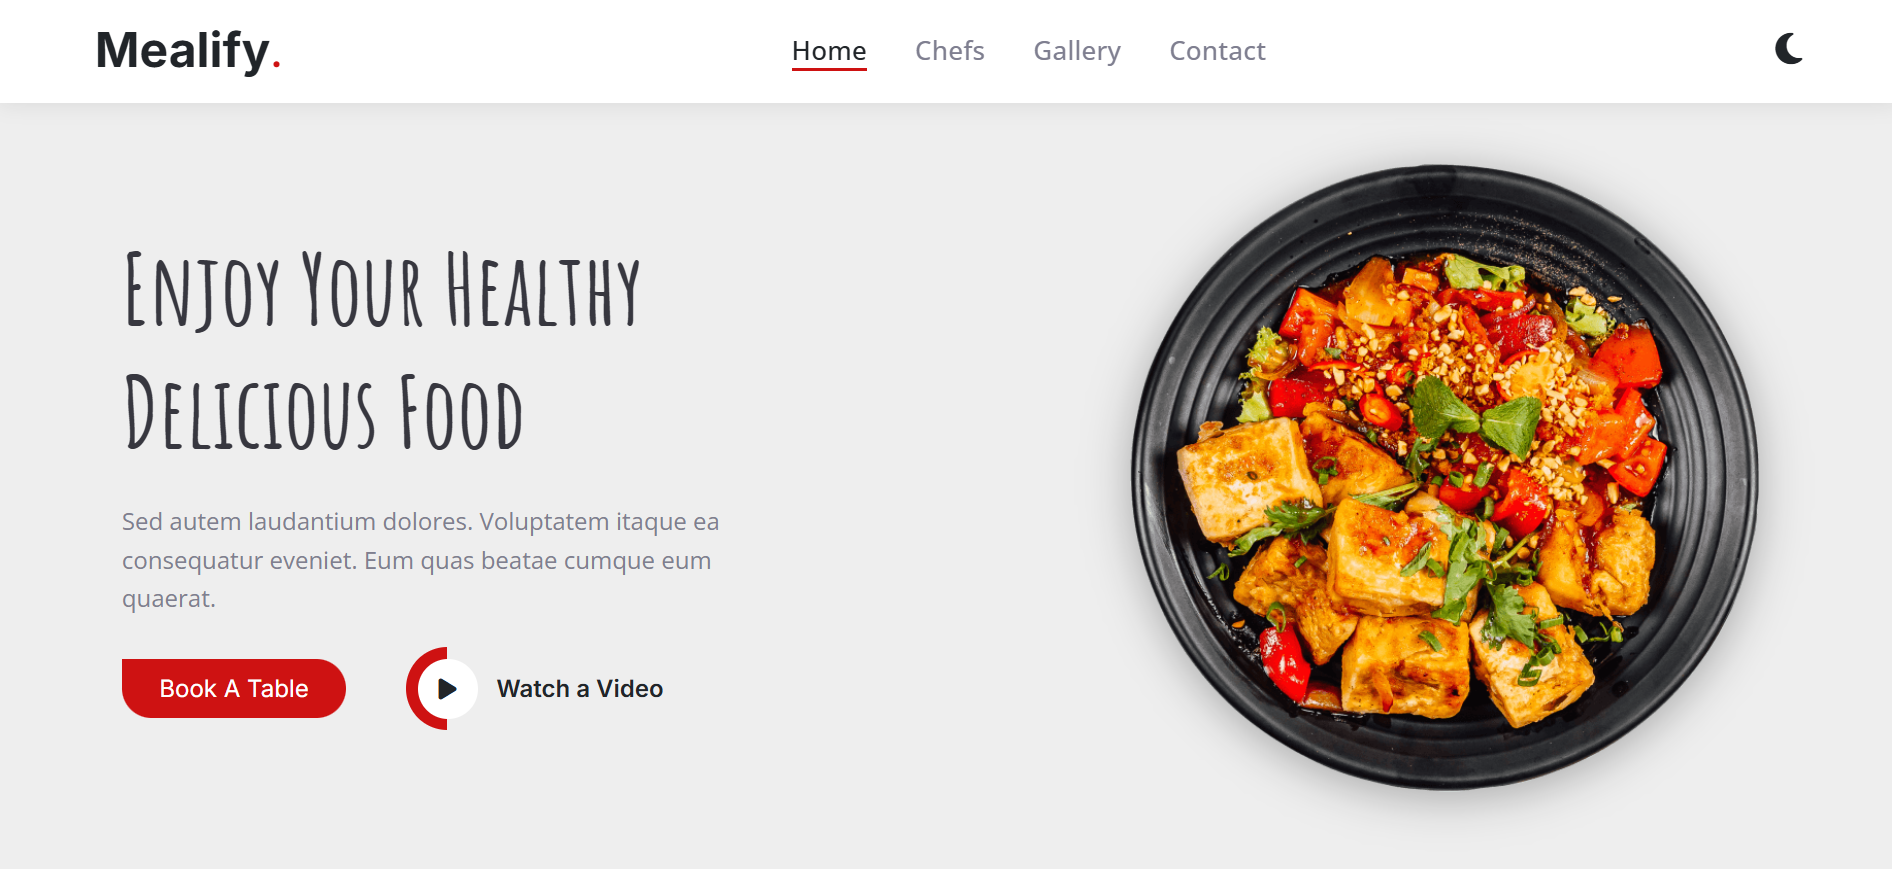 Mealify.
Home Chefs Gallery Contact
Enjoy Your Healthy
Delicious Food
Sed autem laudantium dolores. Voluptatem itaque ea
consequatur eveniet. Eum quas beatae cumque eum
quaerat.
Book A Table
Watch a Video